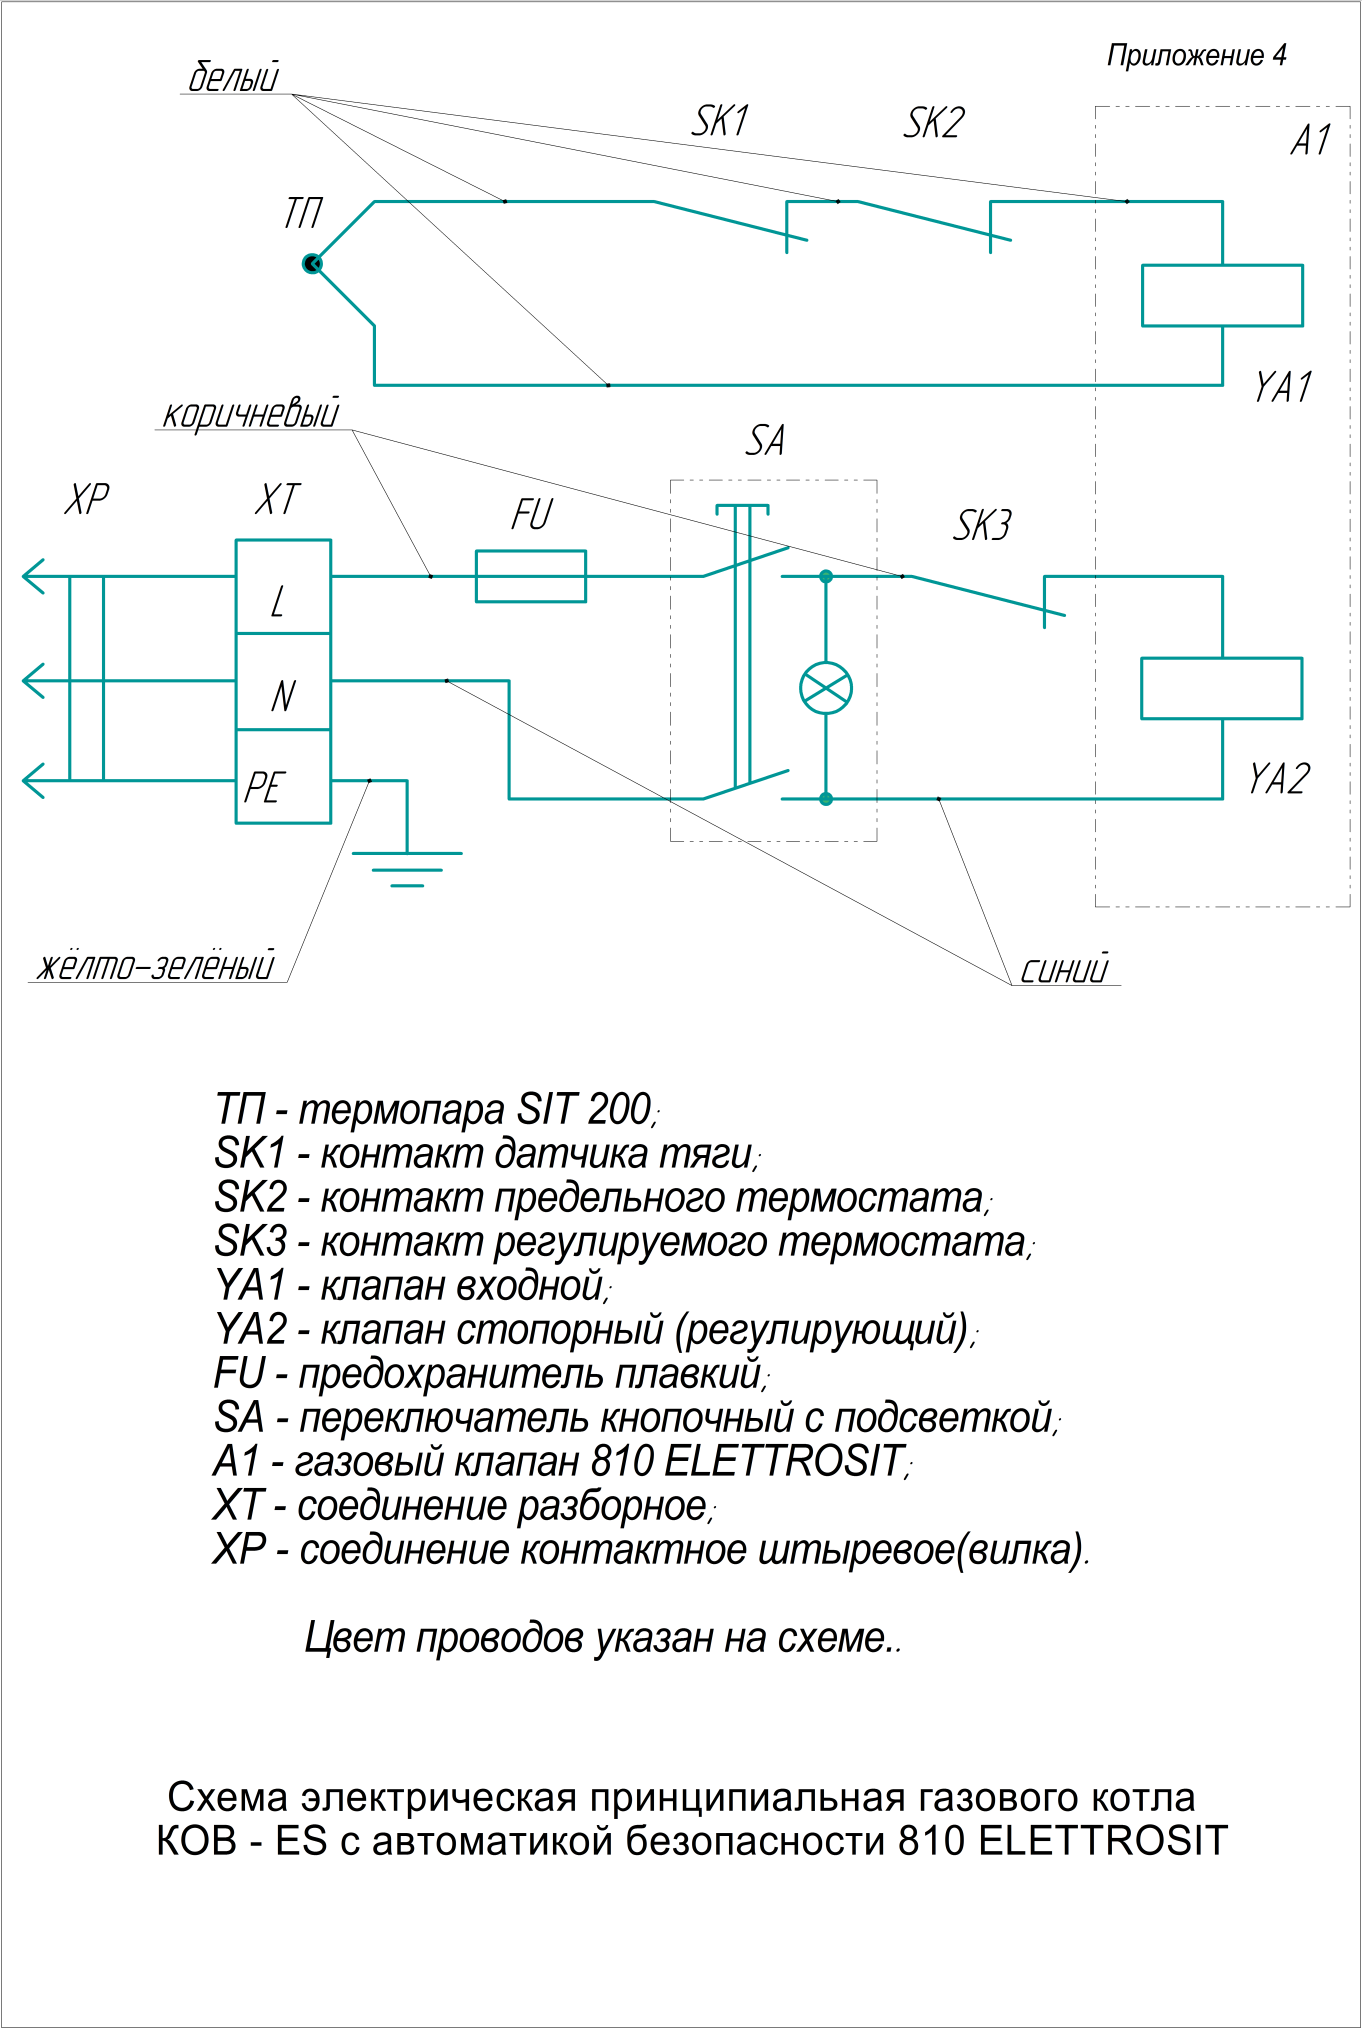 Приложение 4
белый
SK1
SK2
A1
ТП
YA1
коричневый
SA
XP
XT
FU
SK3
L
N
PE
YA2
жёлто-зелёный
синий
ТП - термопара SIT 200;
SK1 - контакт датчика тяги;
SK2 - контакт предельного термостата;
SK3 - контакт регулируемого термостата;
YA1 - клапан входной;
YA2 - клапан стопорный (регулирующий);
FU - предохранитель плавкий;
SA - переключатель кнопочный с подсветкой;
A1 - газовый клапан 810 ELETTROSIT;
XT - соединение разборное;
XP - соединение контактное штыревое(вилка).
Цвет проводов указан на схеме..
Схема электрическая принципиальная газового котла
КОВ - ES с автоматикой безопасности 810 ELETTROSIT